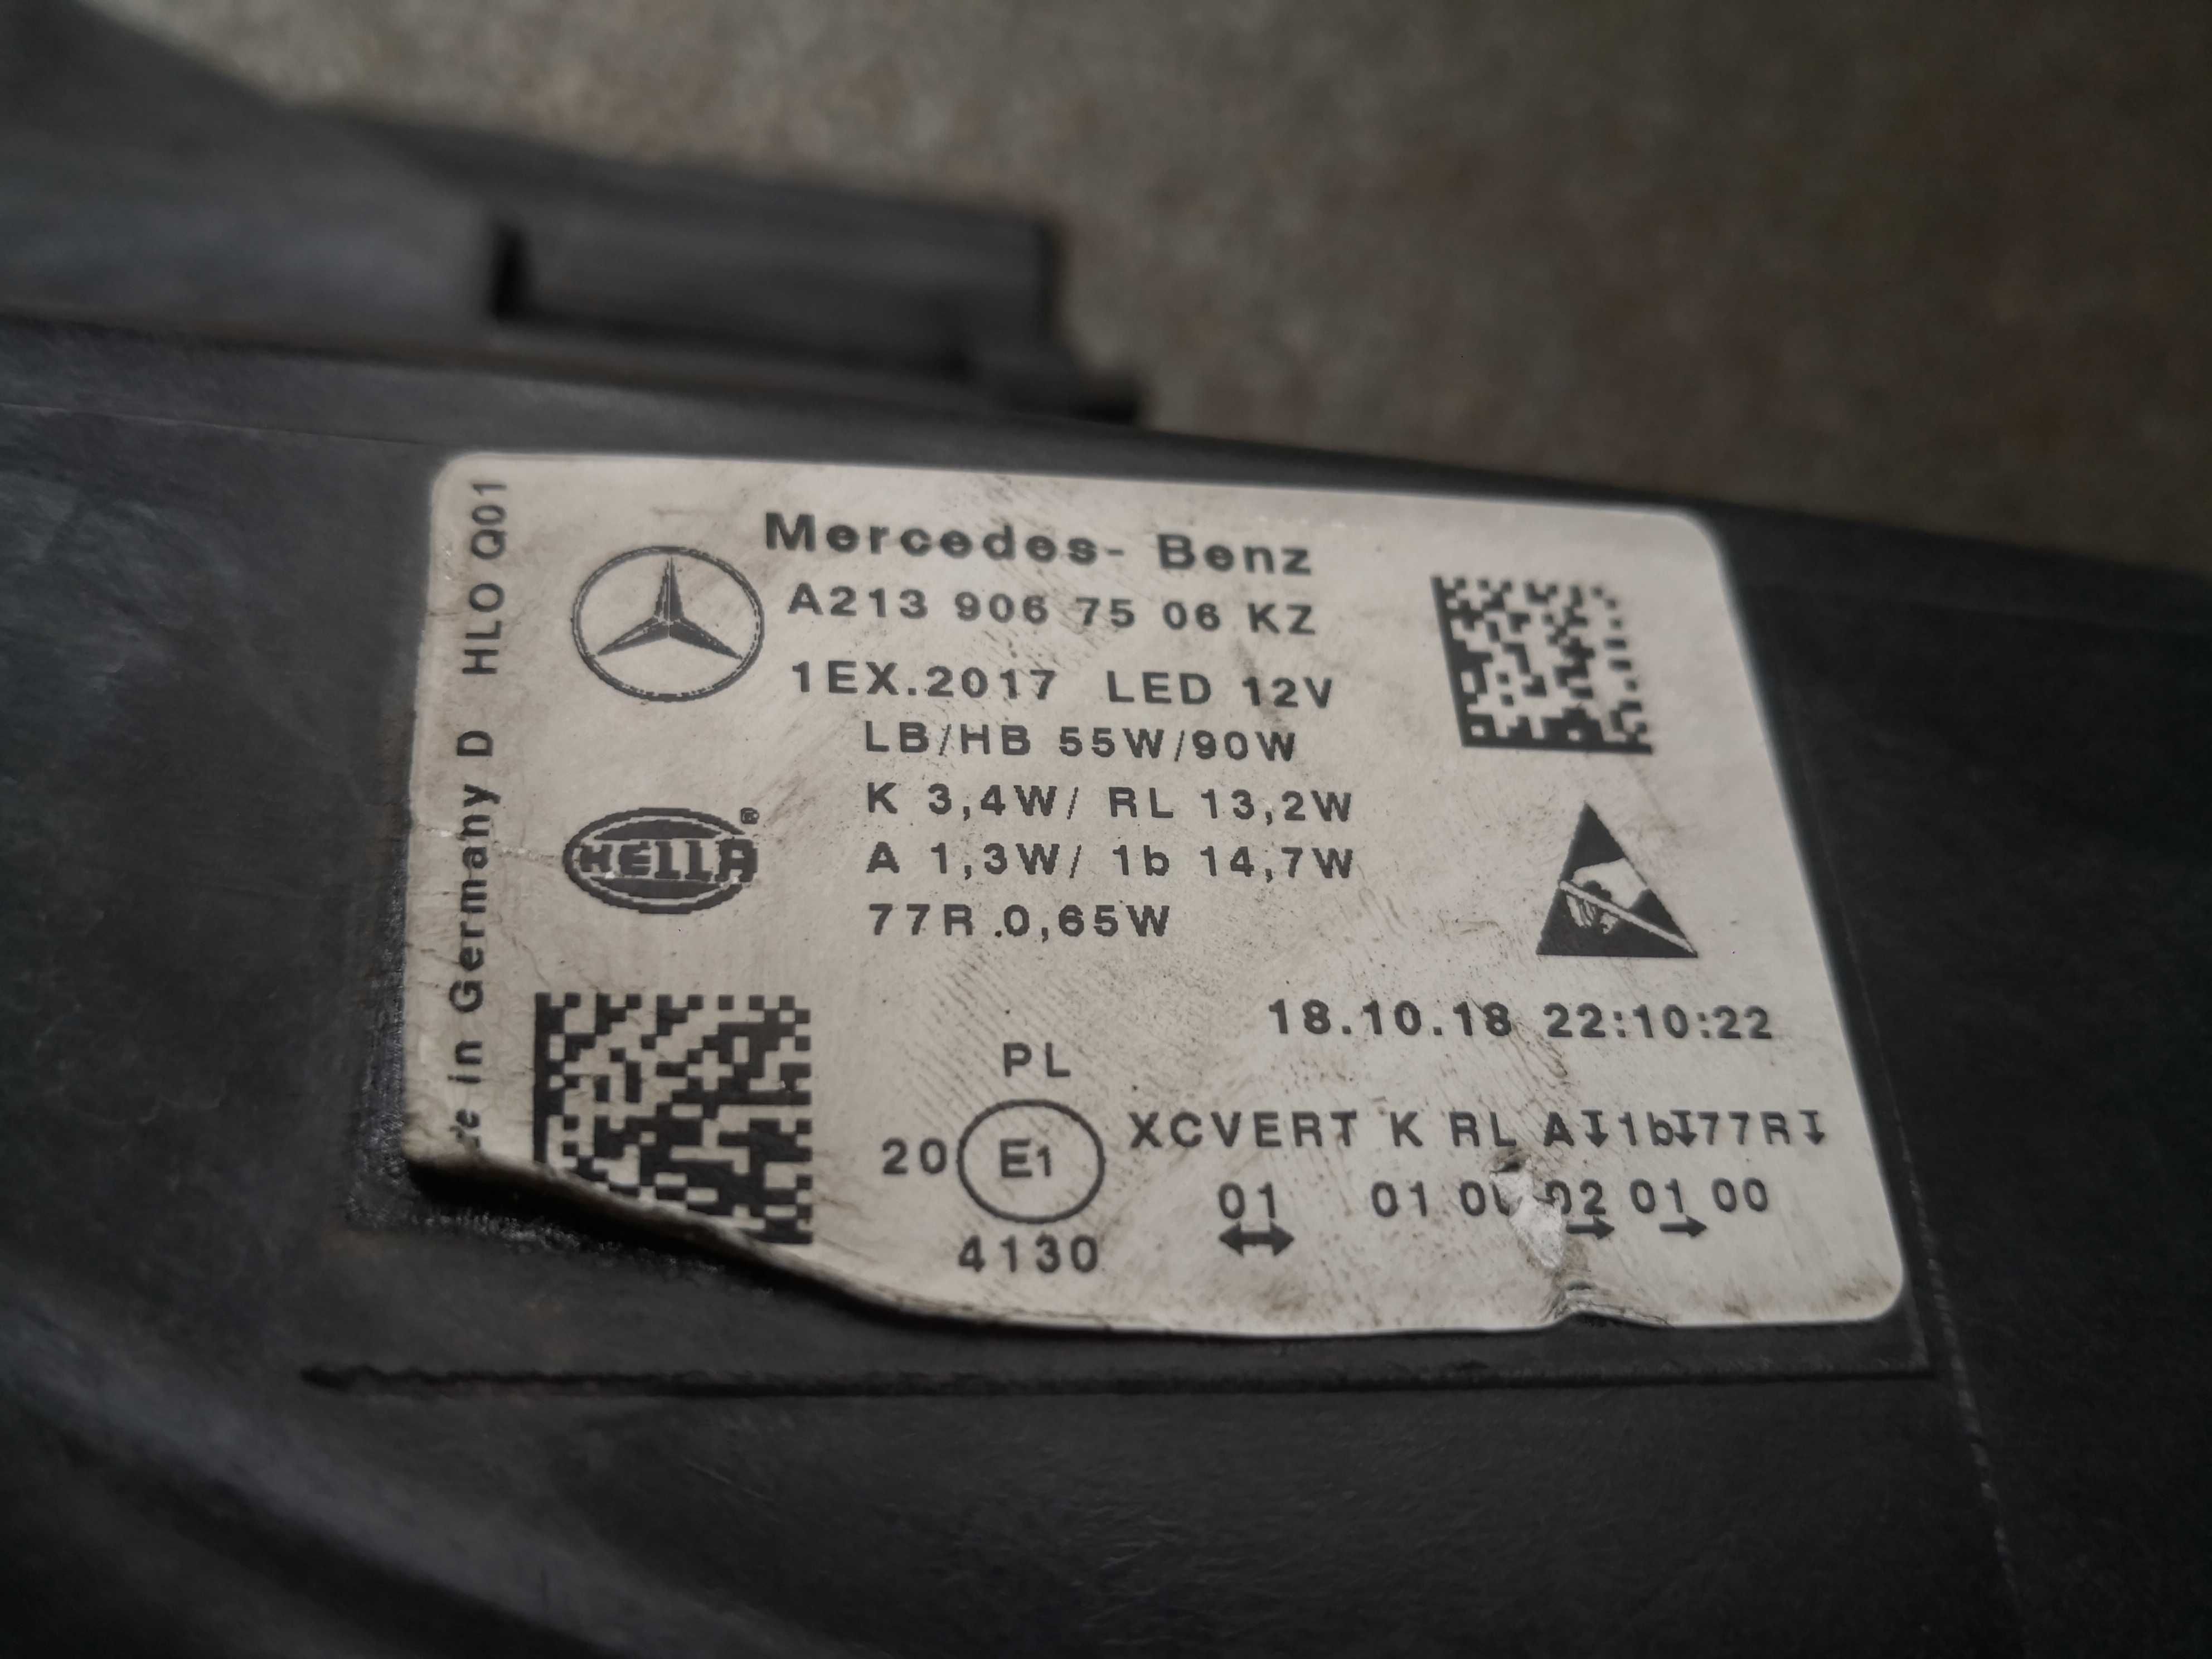 Mercedes- Benz
A213 906 75 06 KZ
1EX.2017 LED 12V
LB/HB 55W/90W
K 3,4W/ RL 13,2W
A 1,3W/ 1b 14,7W
77R .0,65W
HELLA®
in Germany D HLO Q01
18.10.18 22:10:22
PL
20 E1 XCVERT K RL A↧1b↧77R↧
01 01 02 01 00
↔ → →
4130